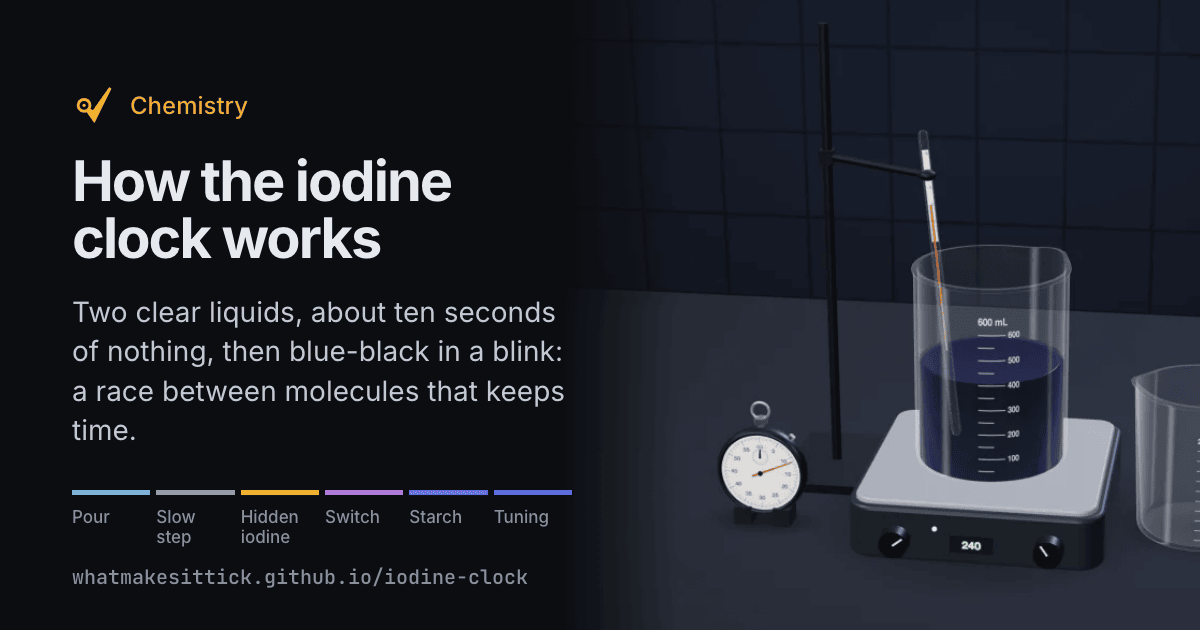 Chemistry
How the iodine
clock works
Two clear liquids, about ten seconds
of nothing, then blue-black in a blink:
a race between molecules that keeps
time.
Pour
Slow
step
Hidden
iodine
Switch
Starch
Tuning
whatmakesittick.github.io/iodine-clock
600 mL
600
500
400
300
200
100
240